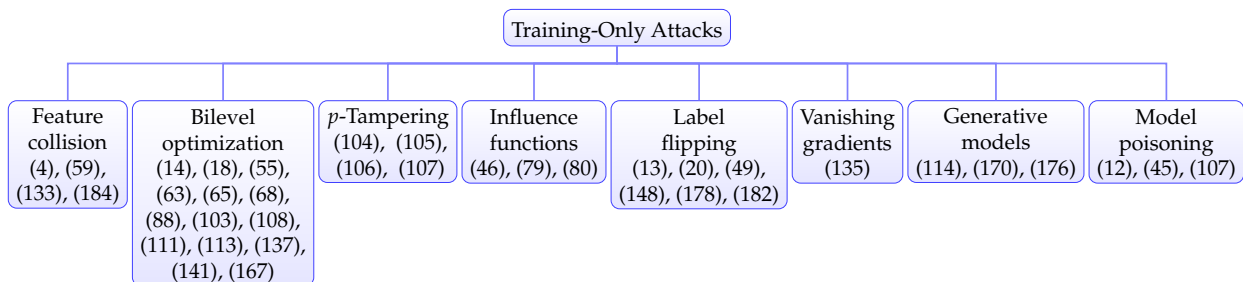 Training-Only Attacks
Feature
collision
(4), (59),
(133), (184)
Bilevel
optimization
(14), (18), (55),
(63), (65), (68),
(88), (103), (108),
(111), (113), (137),
(141), (167)
p-Tampering
(104), (105),
(106), (107)
Influence
functions
(46), (79), (80)
Label
flipping
(13), (20), (49),
(148), (178), (182)
Vanishing
gradients
(135)
Generative
models
(114), (170), (176)
Model
poisoning
(12), (45), (107)